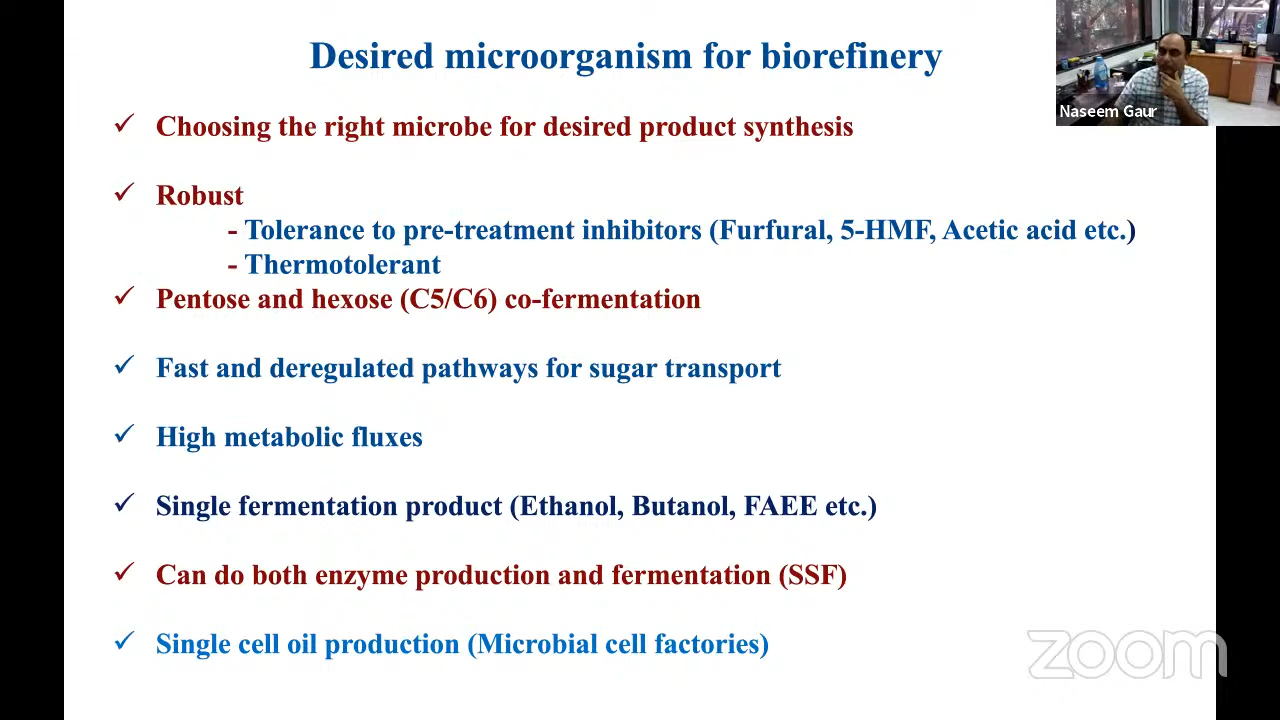 Desired microorganism for biorefinery
Naseem Gaur
✓ Choosing the right microbe for desired product synthesis
✓ Robust
- Tolerance to pre-treatment inhibitors (Furfural, 5-HMF, Acetic acid etc.)
- Thermotolerant
✓ Pentose and hexose (C5/C6) co-fermentation
✓ Fast and deregulated pathways for sugar transport
✓ High metabolic fluxes
✓ Single fermentation product (Ethanol, Butanol, FAEE etc.)
✓ Can do both enzyme production and fermentation (SSF)
✓ Single cell oil production (Microbial cell factories)
zoom